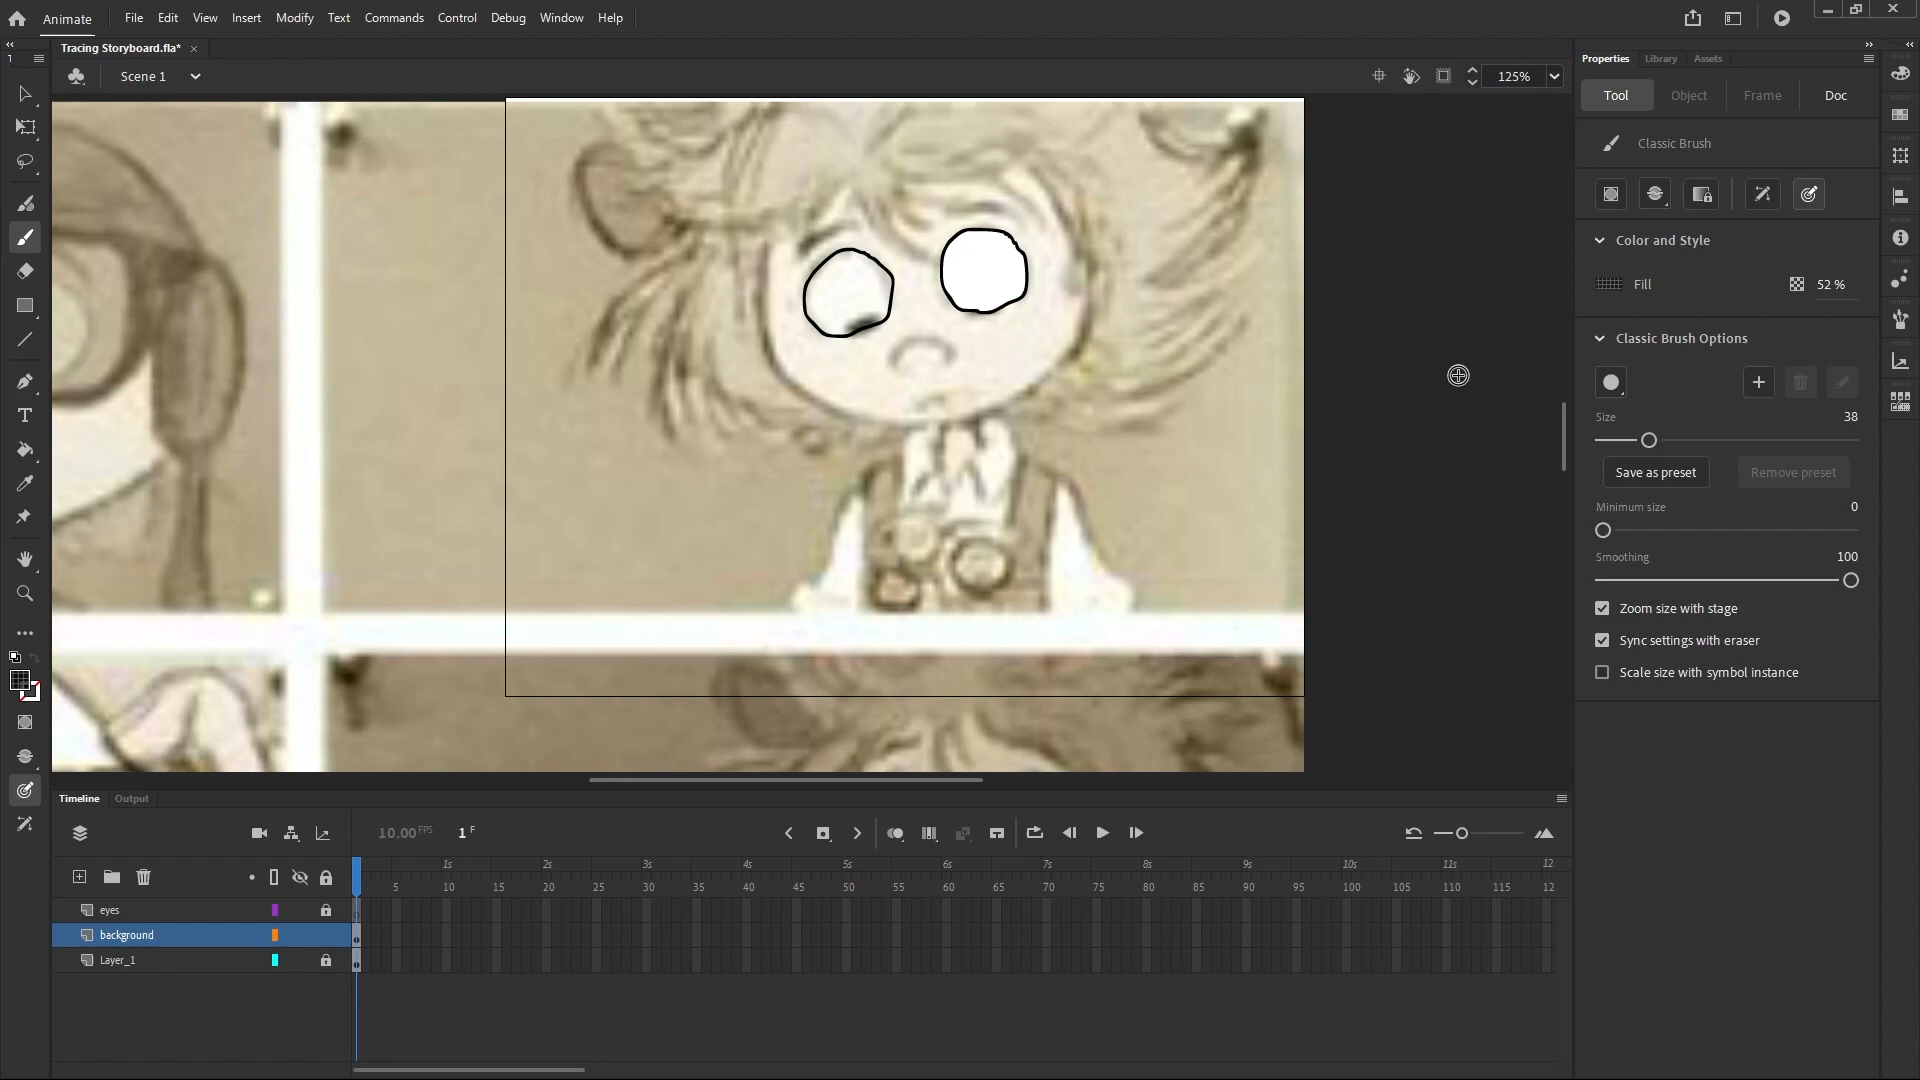 Animate
File Edit View Insert Modify Text Commands Control Debug Window Help
Tracing Storyboard.fla*
Scene 1
125%
Properties Library Assets
Tool Object Frame Doc
Classic Brush
Color and Style
Fill 52 %
Classic Brush Options
Size 38
Save as preset Remove preset
Minimum size 0
Smoothing 100
Zoom size with stage
Sync settings with eraser
Scale size with symbol instance
Timeline Output
10.00 FPS 1 F
1s 2s 3s 4s 5s 6s 7s 8s 9s 10s 11s 12
5 10 15 20 25 30 35 40 45 50 55 60 65 70 75 80 85 90 95 100 105 110 115 12
eyes
background
Layer_1